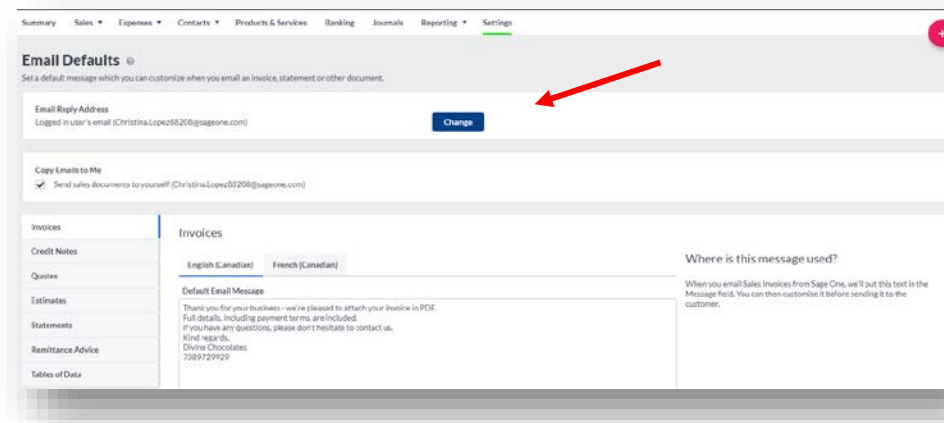 Summary Sales Expenses Contacts Products & Services Banking Journals Reporting Settings
+
Email Defaults
Set a default message which you can customize when you email an invoice, statement or other document.
Email Reply Address
Logged in user's email (Christina.Lopez88208@sageone.com)
Change
Copy Emails to Me
Send sales documents to yourself (Christina.Lopez88208@sageone.com)
Invoices
Credit Notes
Quotes
Estimates
Statements
Remittance Advice
Tables of Data
Invoices
English (Canadian) French (Canadian)
Default Email Message
Thank you for your business - we're pleased to attach your invoice in PDF.
Full details, including payment terms, are included.
If you have any questions, please don't hesitate to contact us.
Kind regards,
Divine Chocolates
7389729929
Where is this message used?
When you email Sales Invoices from Sage One, we'll put this text in the
Message field. You can then customise it before sending it to the
customer.